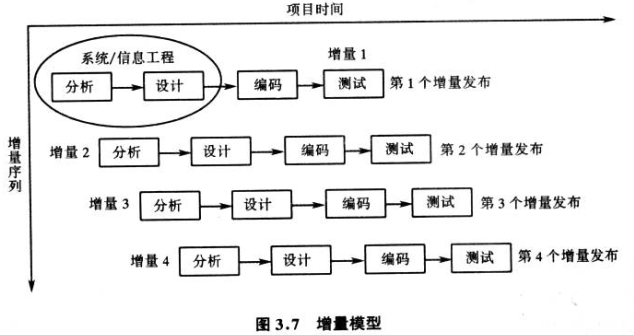 项目时间
系统/信息工程
增量1
分析 设计 编码 测试 第1个增量发布
增量序列
增量2 分析 设计 编码 测试 第2个增量发布
增量3 分析 设计 编码 测试 第3个增量发布
增量4 分析 设计 编码 测试 第4个增量发布
图3.7 增量模型